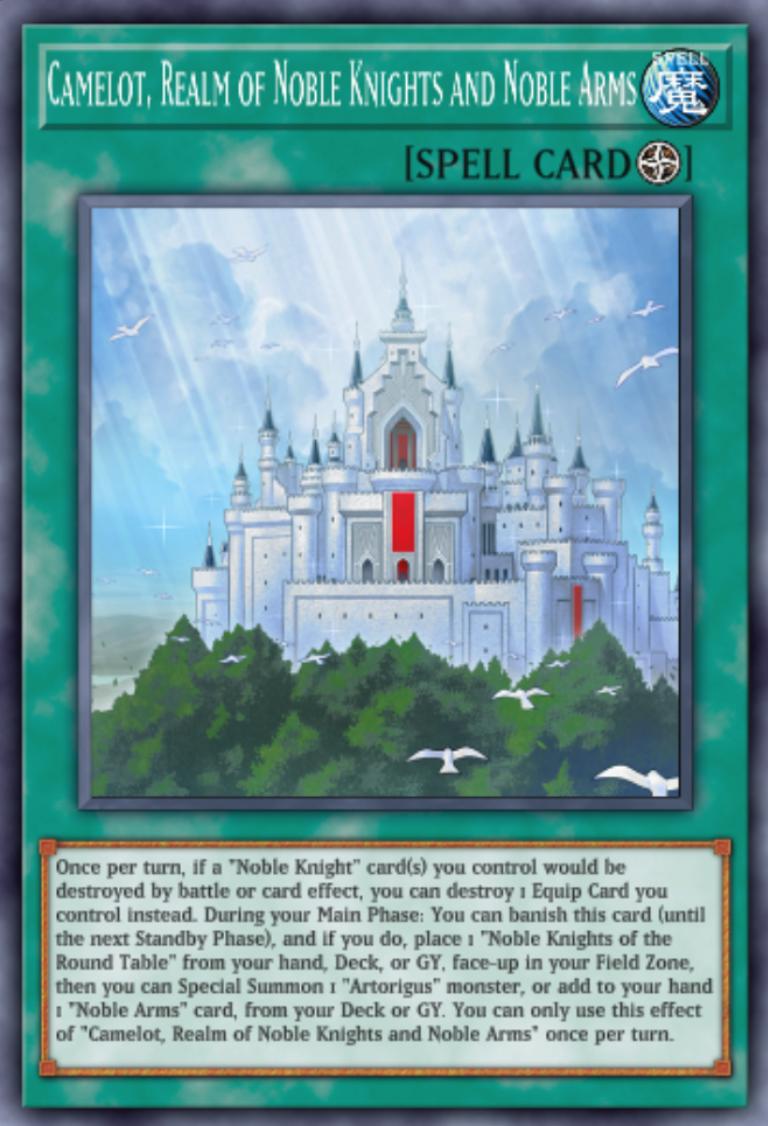 CAMELOT, REALM OF NOBLE KNIGHTS AND NOBLE ARMS
SPELL
魔
[SPELL CARD]
Once per turn, if a "Noble Knight" card(s) you control would be
destroyed by battle or card effect, you can destroy 1 Equip Card you
control instead. During your Main Phase: You can banish this card (until
the next Standby Phase), and if you do, place 1 "Noble Knights of the
Round Table" from your hand, Deck, or GY, face-up in your Field Zone,
then you can Special Summon 1 "Artorigus" monster, or add to your hand
1 "Noble Arms" card, from your Deck or GY. You can only use this effect
of "Camelot, Realm of Noble Knights and Noble Arms" once per turn.